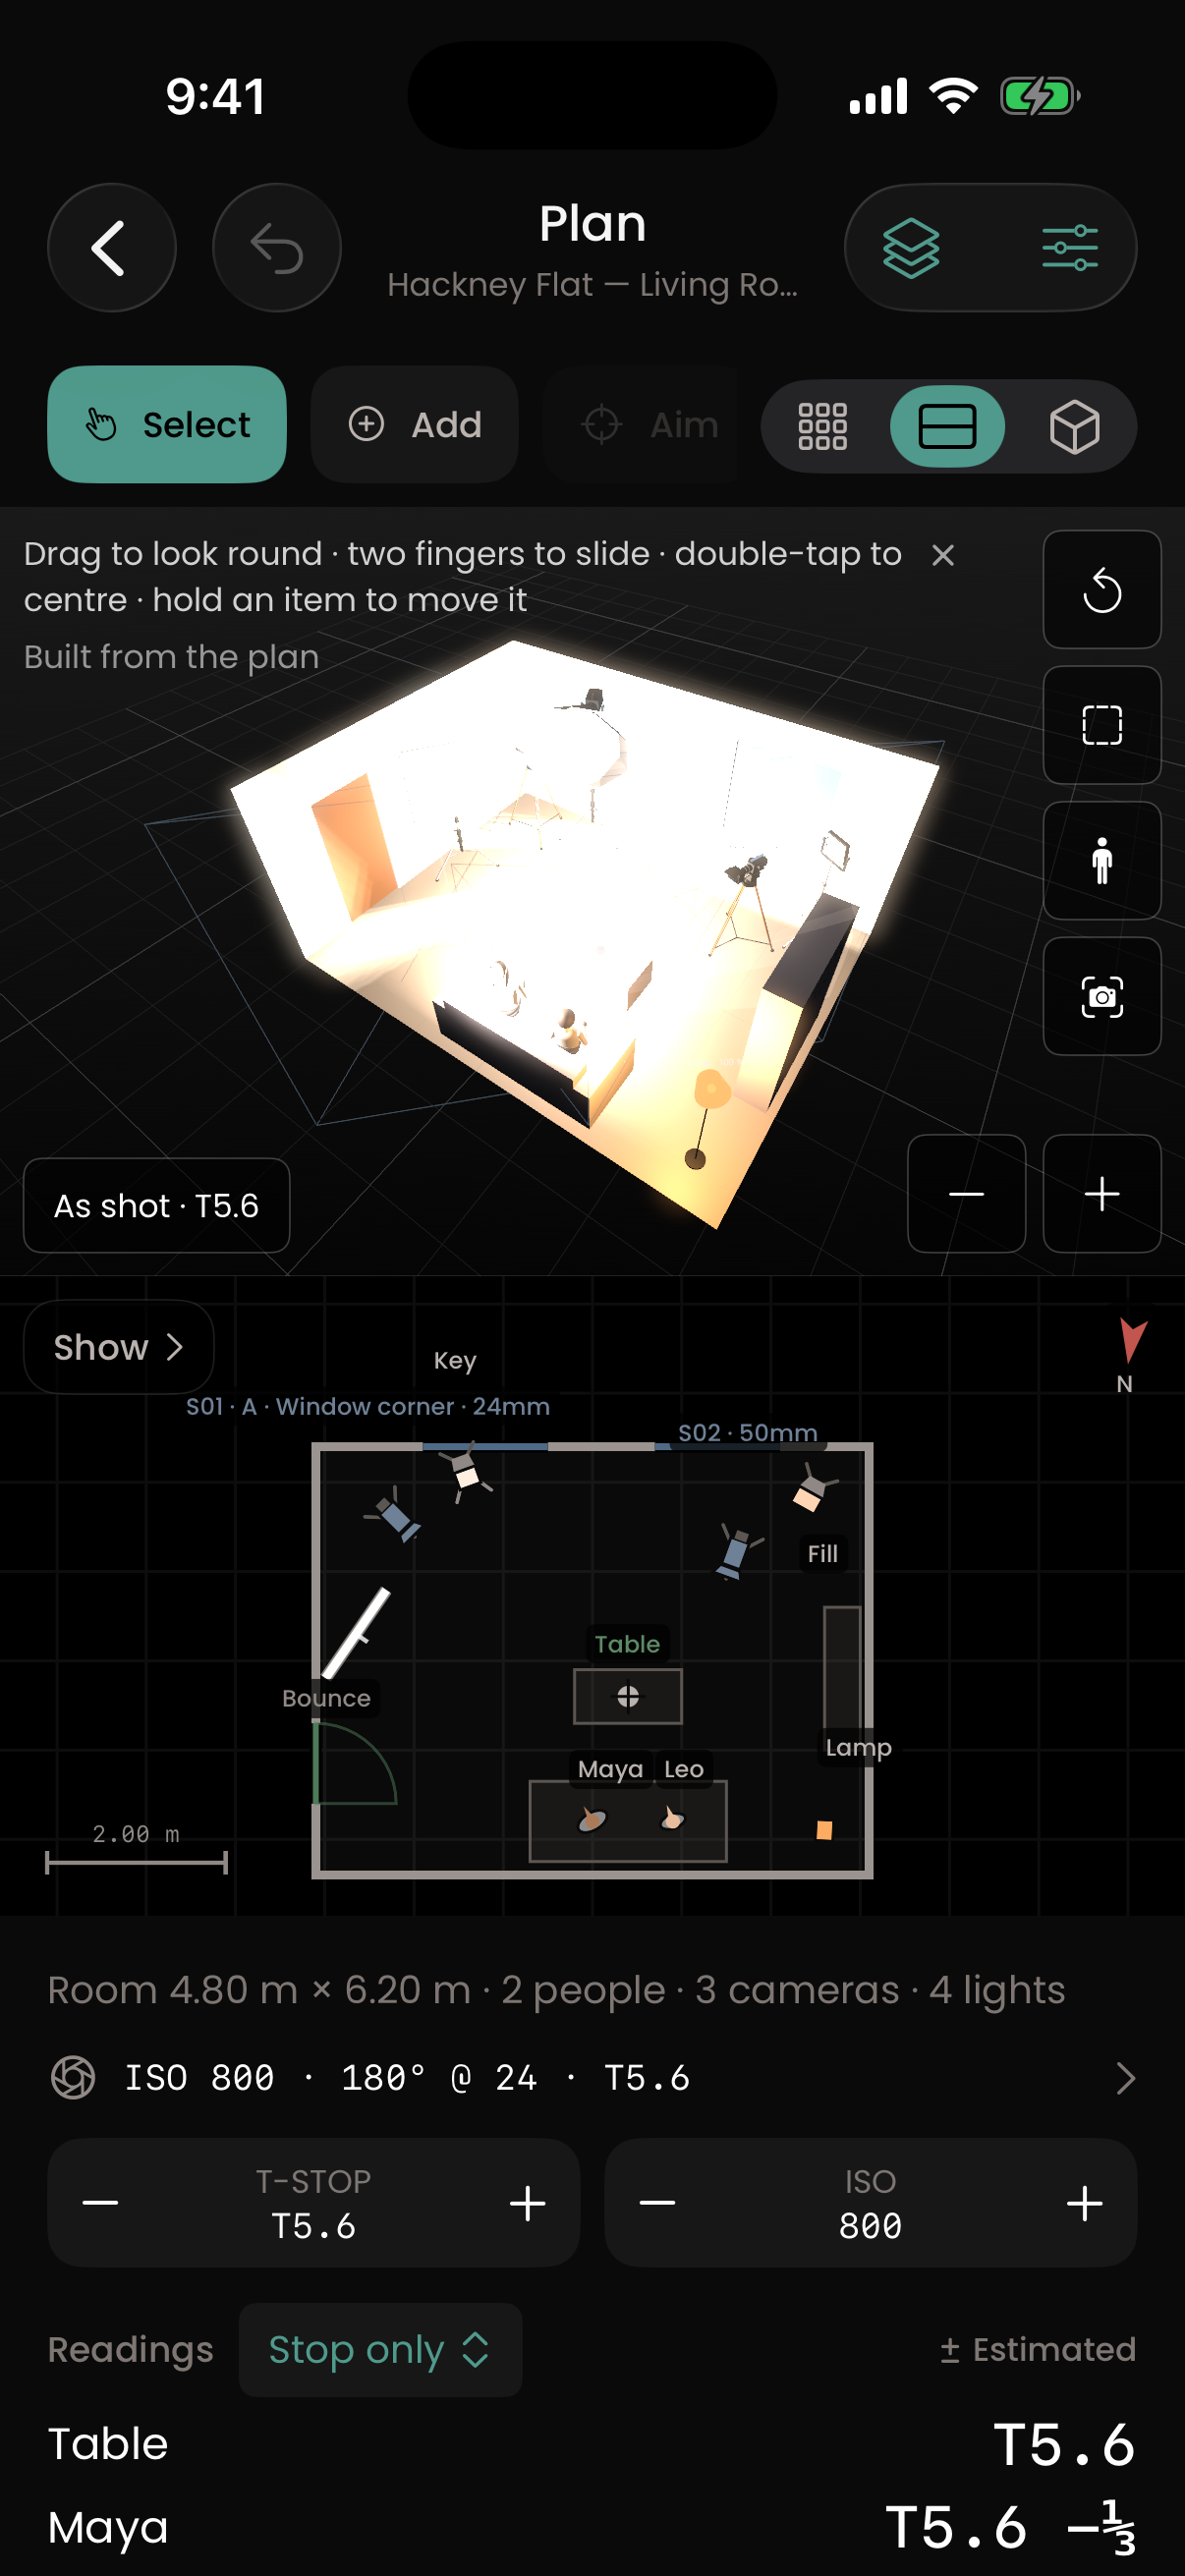 9:41
Plan
Hackney Flat — Living Ro...
Select
Add
Aim
Drag to look round · two fingers to slide · double-tap to
centre · hold an item to move it
Built from the plan
As shot · T5.6
Show
N
Key
S01 · A · Window corner · 24mm
S02 · 50mm
Fill
Table
Bounce
Lamp
Maya
Leo
2.00 m
Room 4.80 m × 6.20 m · 2 people · 3 cameras · 4 lights
ISO 800 · 180° @ 24 · T5.6
T-STOP
T5.6
ISO
800
Readings
Stop only
± Estimated
Table
T5.6
Maya
T5.6 −⅓